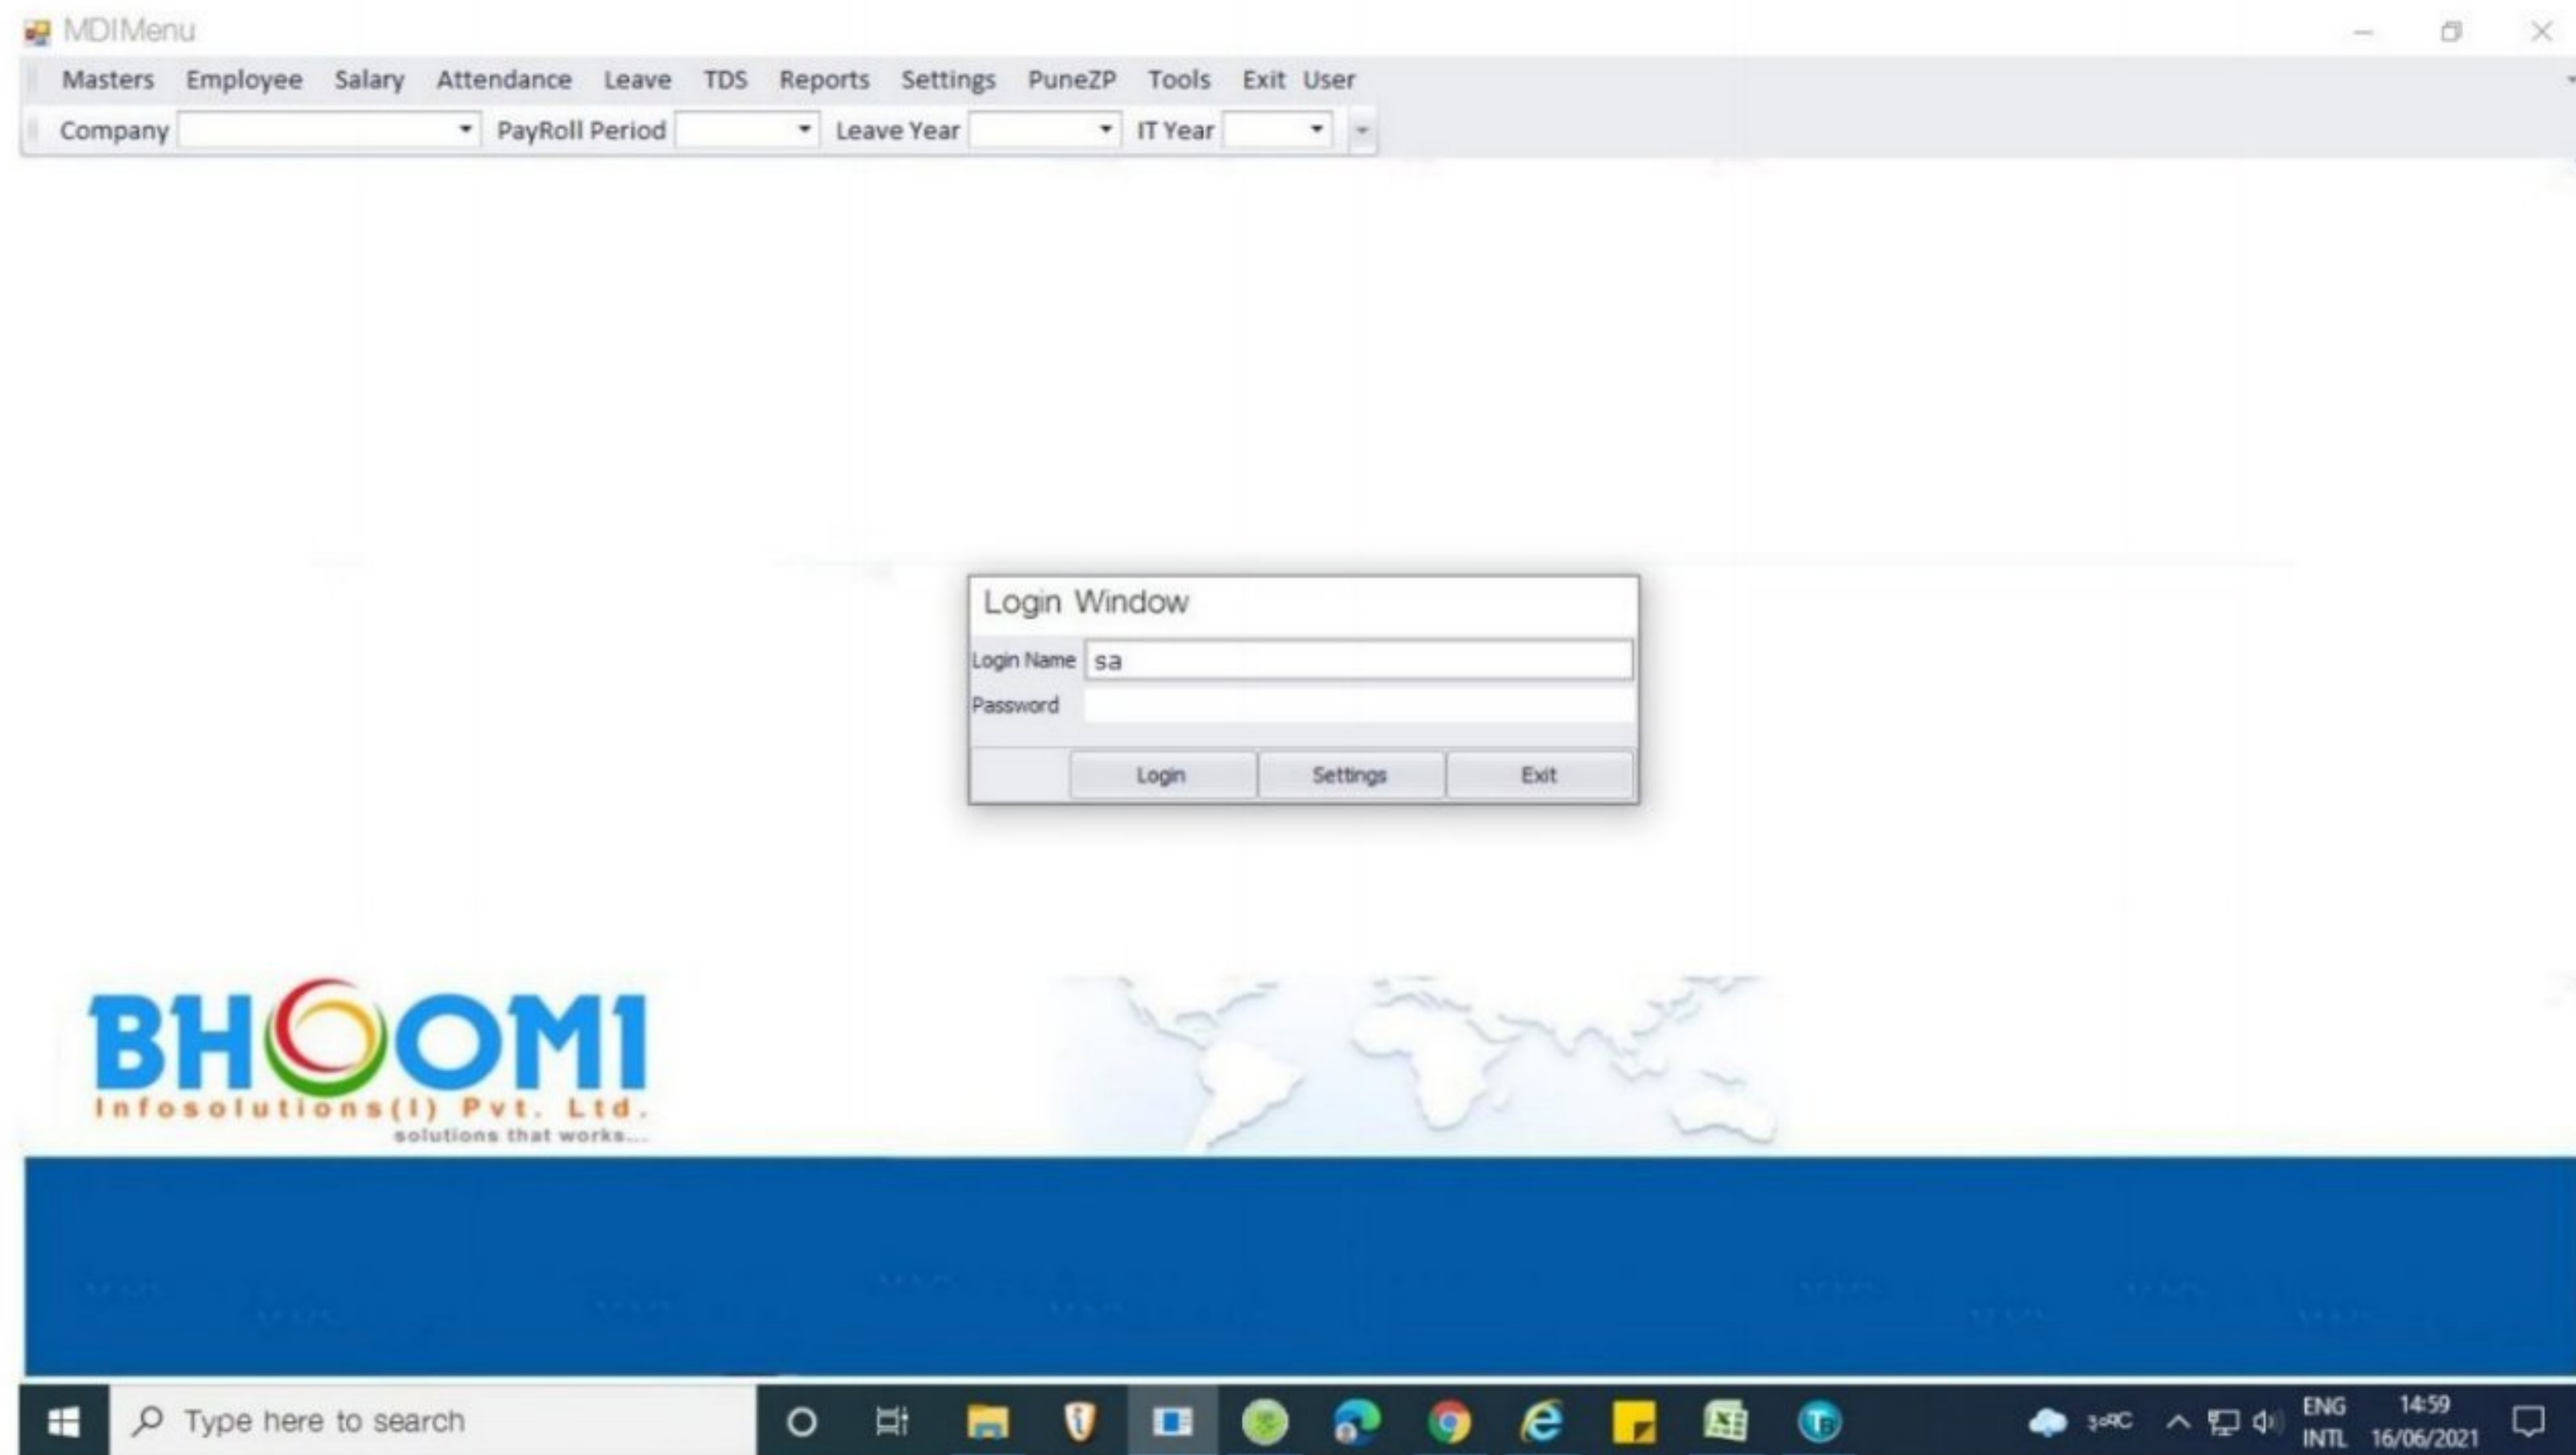 MDIMenu
Masters Employee Salary Attendance Leave TDS Reports Settings PuneZP Tools Exit User
Company PayRoll Period Leave Year IT Year
Login Window
Login Name sa
Password
Login Settings Exit
BHOOMI
Infosolutions(I) Pvt. Ltd.
solutions that works...
Type here to search
ENG 14:59
INTL 16/06/2021